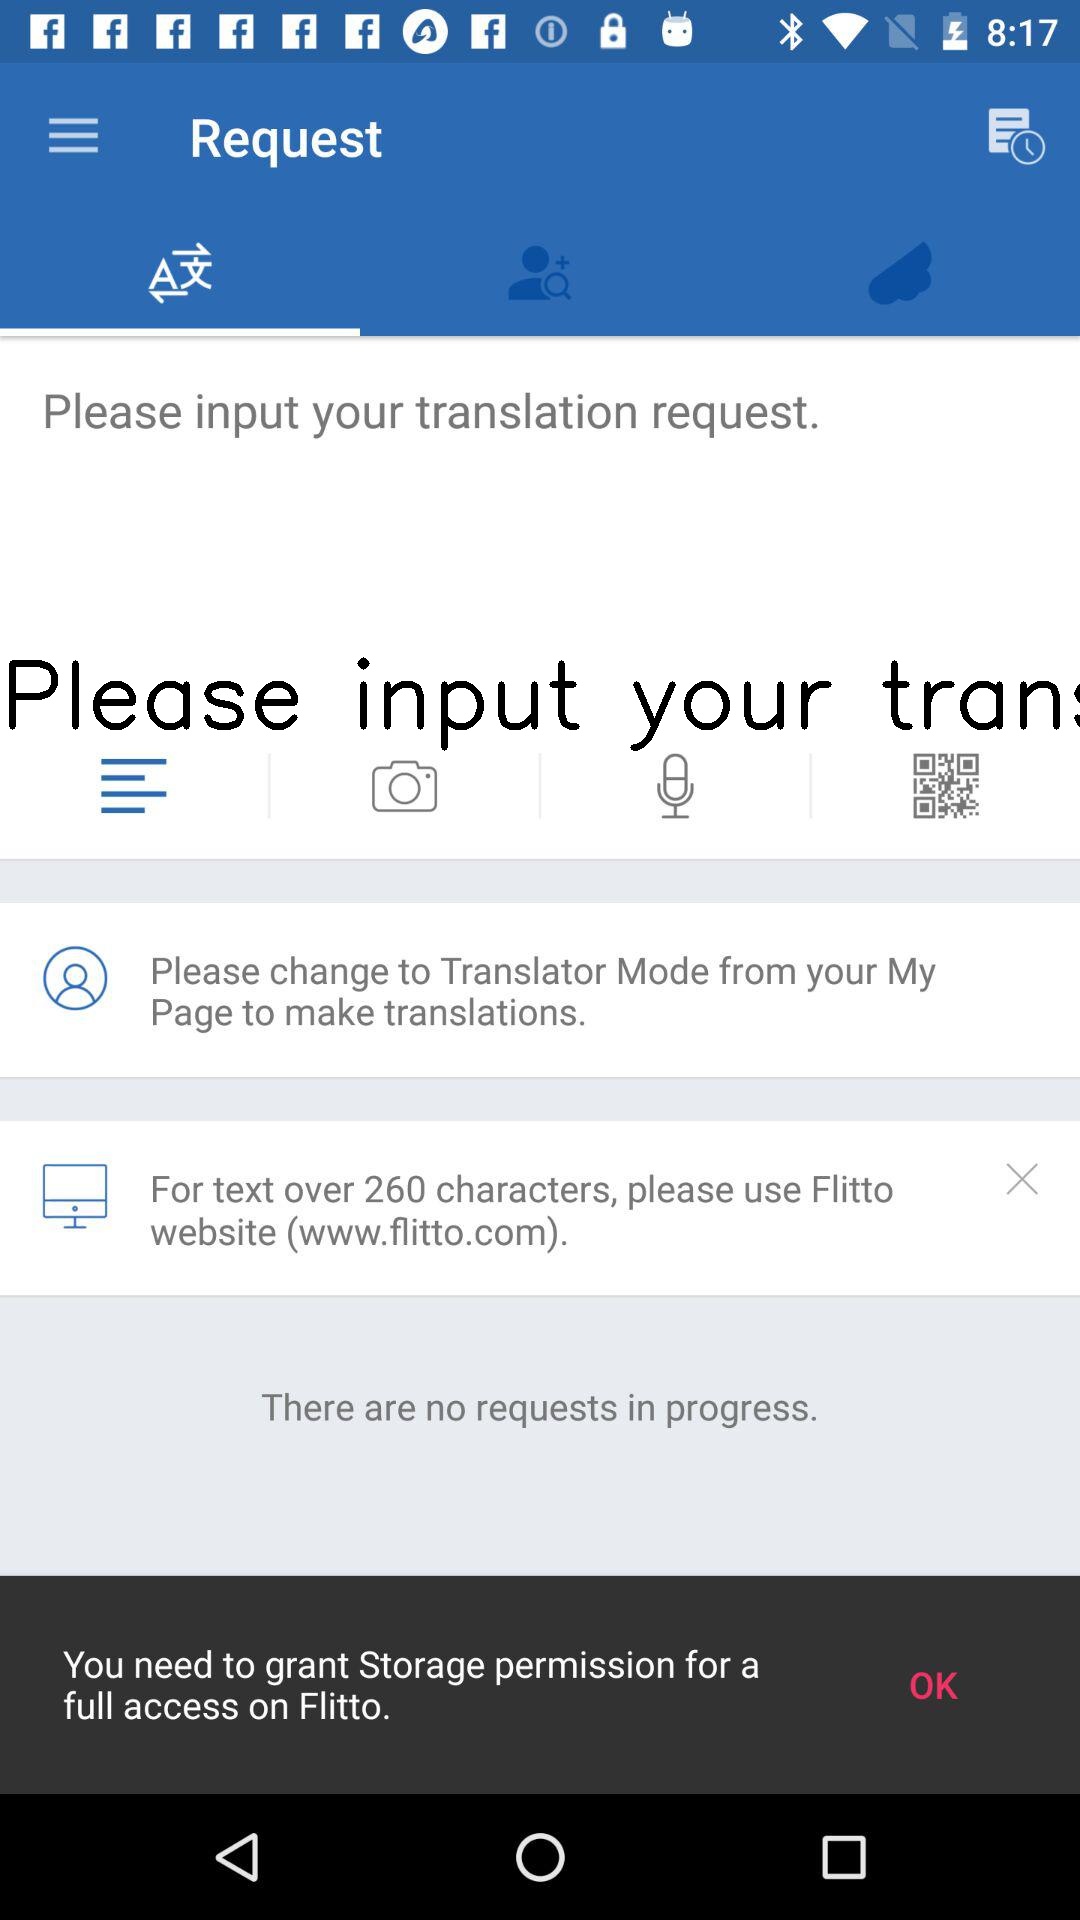 8:17
Request
Please input your translation request.
Please input your trans
Please change to Translator Mode from your My
Page to make translations.
For text over 260 characters, please use Flitto
website (www.flitto.com).
There are no requests in progress.
You need to grant Storage permission for a
full access on Flitto.
OK